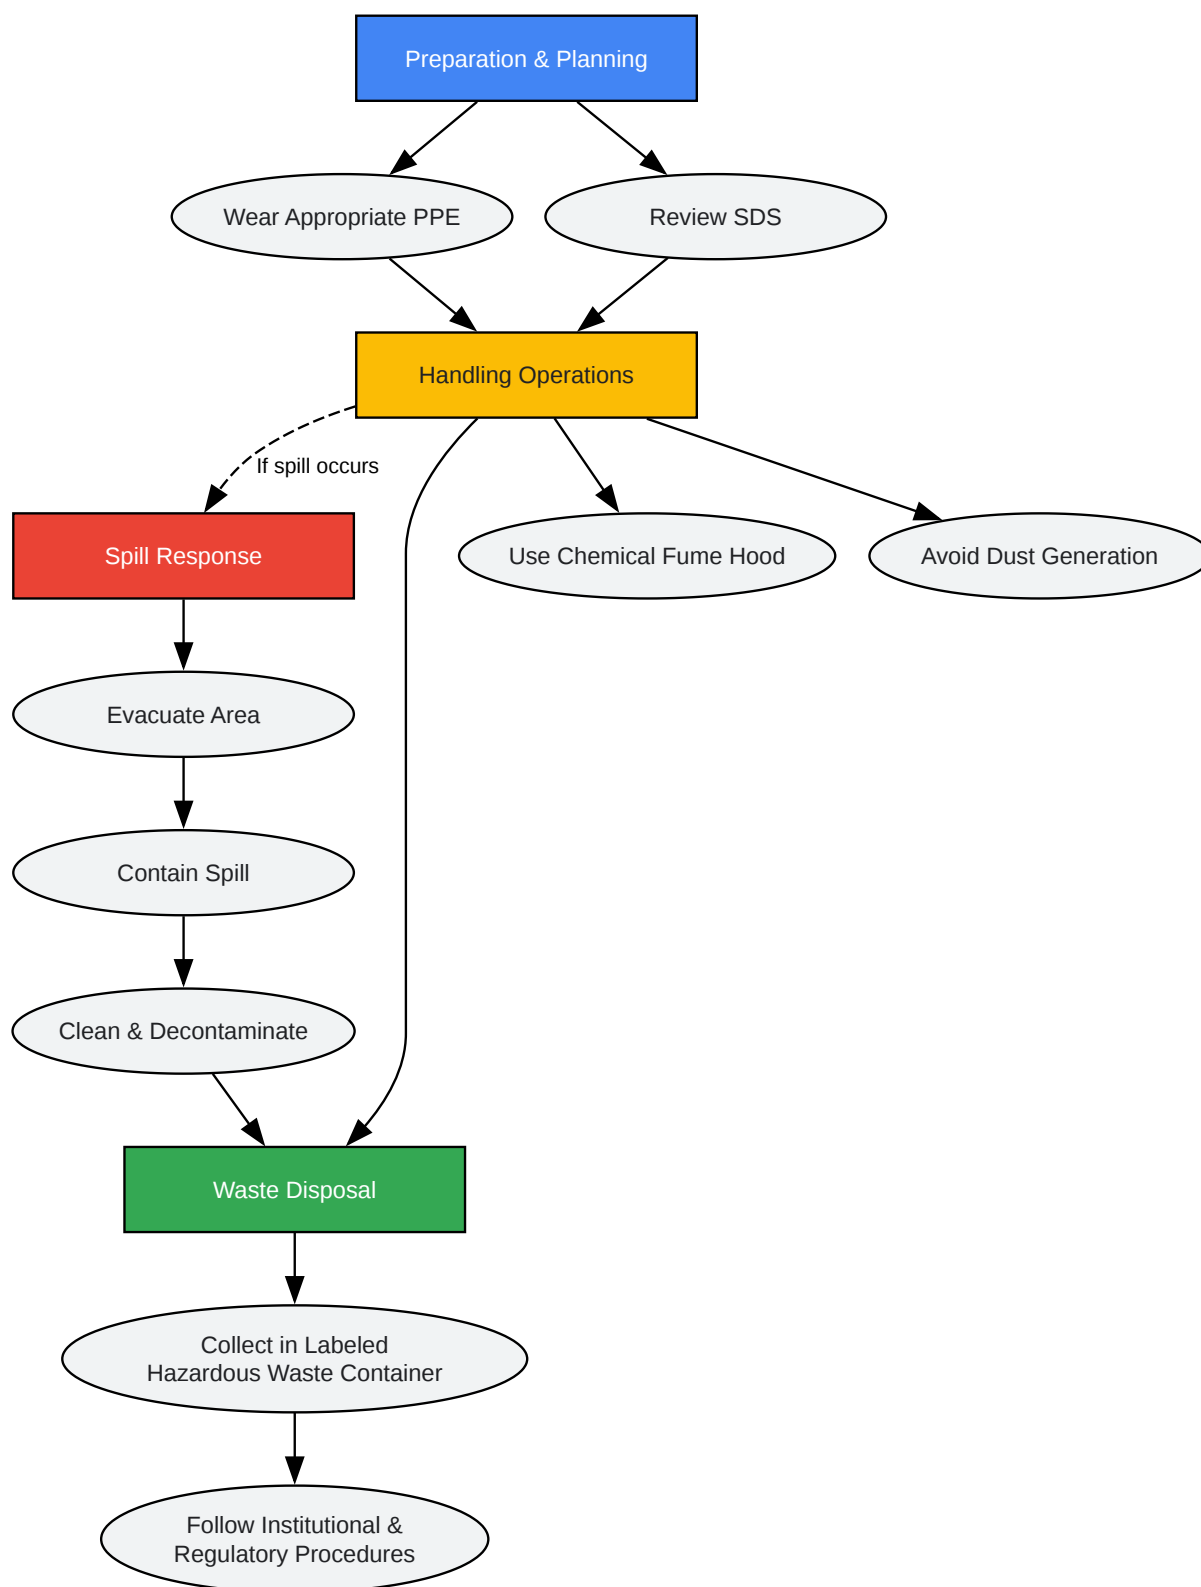 Preparation & Planning
Wear Appropriate PPE
Review SDS
Handling Operations
If spill occurs
Spill Response
Use Chemical Fume Hood
Avoid Dust Generation
Evacuate Area
Contain Spill
Clean & Decontaminate
Waste Disposal
Collect in Labeled
Hazardous Waste Container
Follow Institutional &
Regulatory Procedures